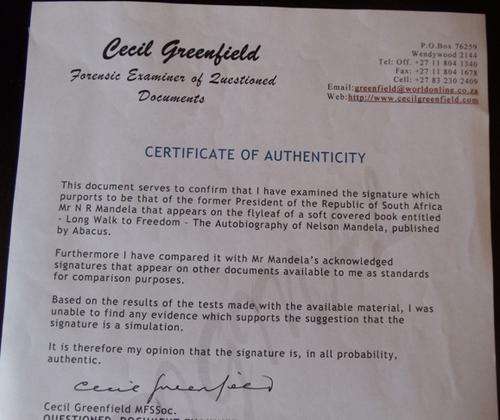 Cecil Greenfield
Forensic Examiner of Questioned
Documents
P.O.Box 76259
Wendywood 2144
Tel: Off. +27 11 804 1340
Fax: +27 11 804 1678
Cell: +27 83 230 2409
Email:greenfield@worldonline.co.za
Web:http://www.cecilgreenfield.com
CERTIFICATE OF AUTHENTICITY
This document serves to confirm that I have examined the signature which
purports to be that of the former President of the Republic of South Africa
Mr N R Mandela that appears on the flyleaf of a soft covered book entitled
- Long Walk to Freedom - The Autobiography of Nelson Mandela, published
by Abacus.
Furthermore I have compared it with Mr Mandela's acknowledged
signatures that appear on other documents available to me as standards
for comparison purposes.
Based on the results of the tests made with the available material, I was
unable to find any evidence which supports the suggestion that the
signature is a simulation.
It is therefore my opinion that the signature is, in all probability,
authentic.
Cecil Greenfield
Cecil Greenfield MFSSoc.